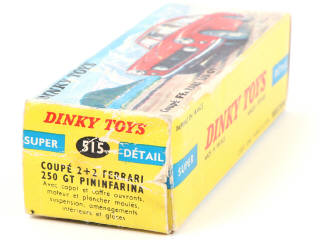 DINKY TOYS
SUPER 515 DÉTAIL
COUPÉ 2+2 FERRARI
250 GT PININFARINA
Avec capot et coffre ouvrants,
moteur et plancher moulés,
suspension, aménagements
intérieurs et glaces
DINKY TOYS
DINKY TOYS
SUPER